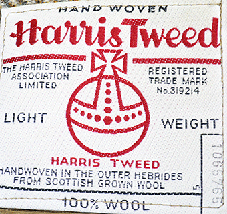 HAND WOVEN
Harris Tweed
THE HARRIS TWEED
ASSOCIATION
LIMITED
REGISTERED
TRADE MARK
No. 319214
LIGHT
WEIGHT
HARRIS TWEED
HANDWOVEN IN THE OUTER HEBRIDES
FROM SCOTTISH GROWN WOOL
100% WOOL